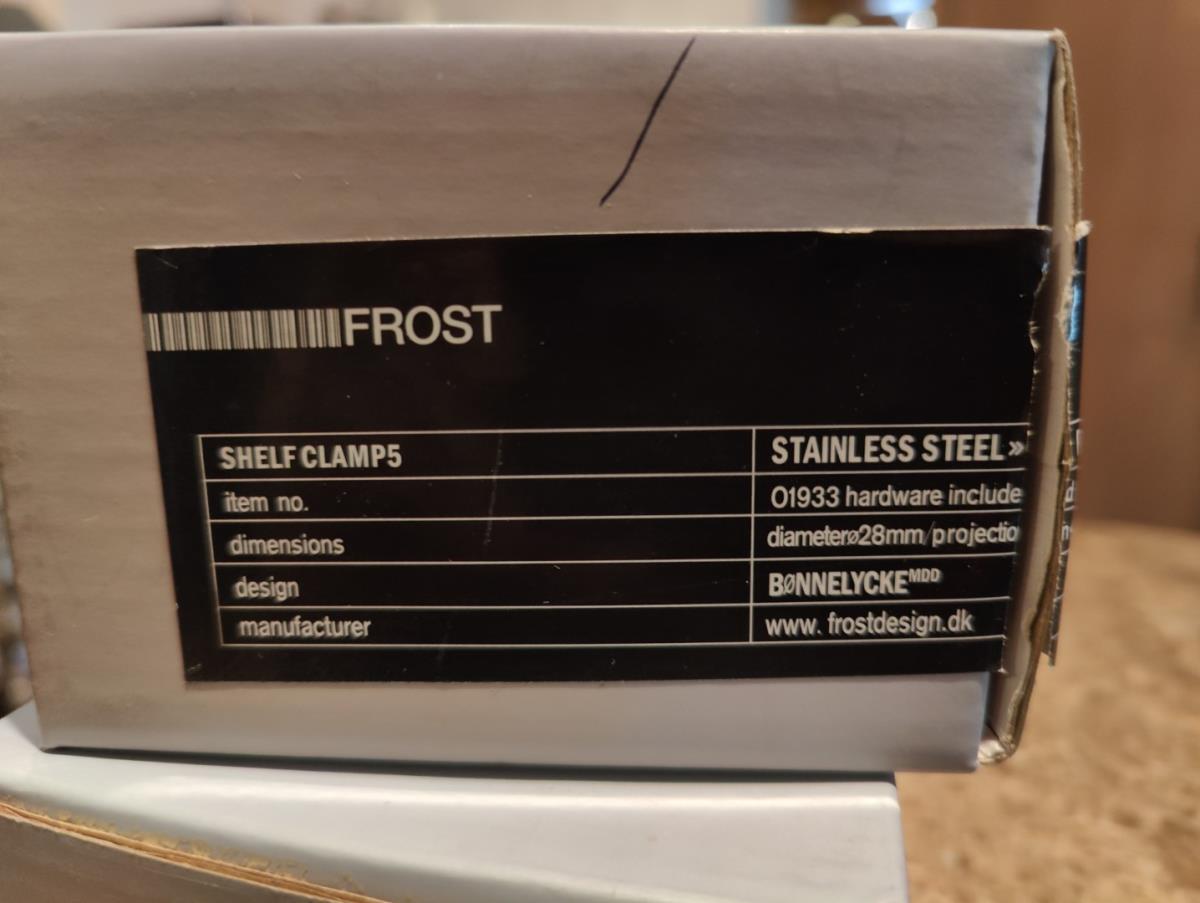 FROST
SHELF CLAMP5 STAINLESS STEEL »
item no. 01933 hardware include
dimensions diameterø28mm/projectio
design BØNNELYCKE MDD
manufacturer www. frostdesign.dk